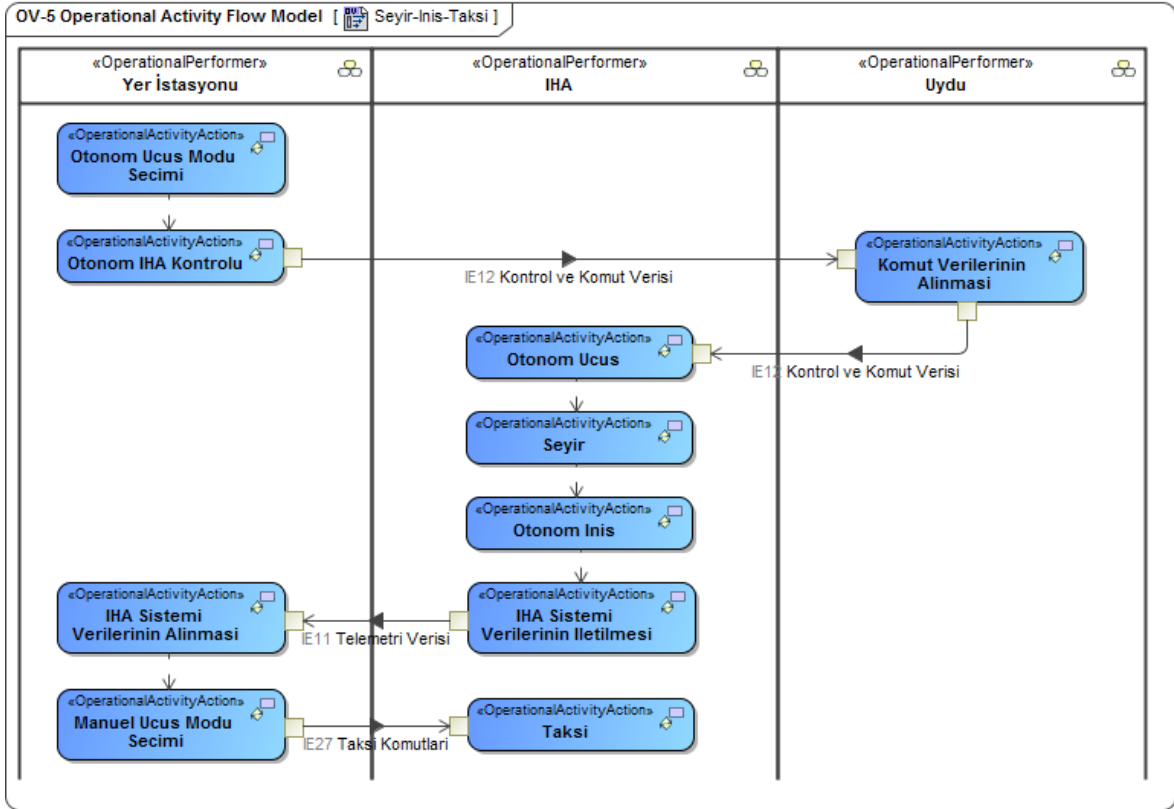 OV-5 Operational Activity Flow Model [ OV-5 Seyir-Inis-Taksi ]
«OperationalPerformer»
Yer İstasyonu
«OperationalPerformer»
IHA
«OperationalPerformer»
Uydu
«OperationalActivityAction»
Otonom Ucus Modu
Secimi
«OperationalActivityAction»
Otonom IHA Kontrolu
IE12 Kontrol ve Komut Verisi
«OperationalActivityAction»
Komut Verilerinin
Alinmasi
«OperationalActivityAction»
Otonom Ucus
IE12 Kontrol ve Komut Verisi
«OperationalActivityAction»
Seyir
«OperationalActivityAction»
Otonom Inis
«OperationalActivityAction»
IHA Sistemi
Verilerinin Alinmasi
IE11 Telemetri Verisi
«OperationalActivityAction»
IHA Sistemi
Verilerinin Iletilmesi
«OperationalActivityAction»
Manuel Ucus Modu
Secimi
IE27 Taksi Komutlari
«OperationalActivityAction»
Taksi